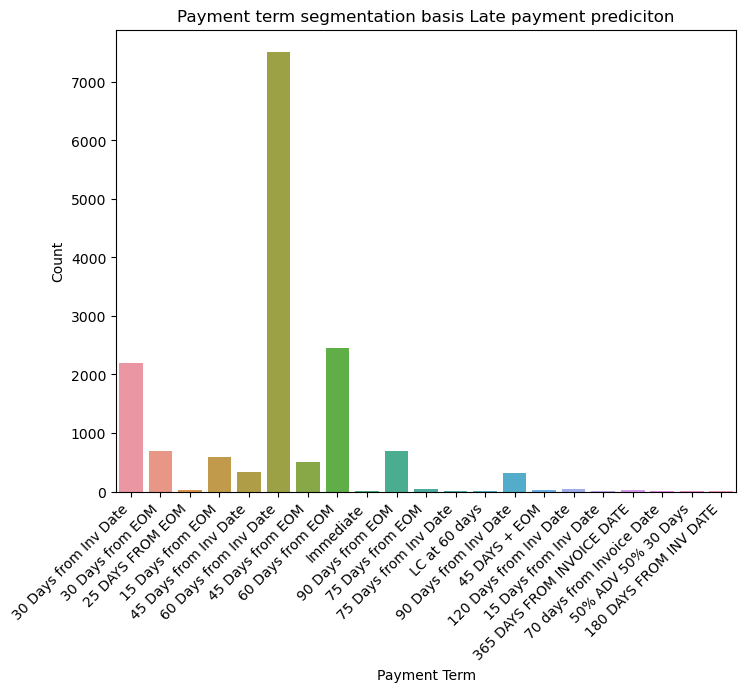 Payment term segmentation basis Late payment prediciton
7000
6000
5000
4000
3000
2000
1000
0
Count
30 Days from Inv Date
30 Days from EOM
25 DAYS FROM EOM
15 Days from EOM
45 Days from Inv Date
60 Days from Inv Date
45 Days from EOM
60 Days from EOM
Immediate
90 Days from EOM
75 Days from EOM
75 Days from Inv Date
LC at 60 days
90 Days from Inv Date
45 DAYS + EOM
120 Days from Inv Date
15 Days from Inv Date
365 DAYS FROM INVOICE DATE
70 days from Invoice Date
50% ADV 50% 30 Days
180 DAYS FROM INV DATE
Payment Term